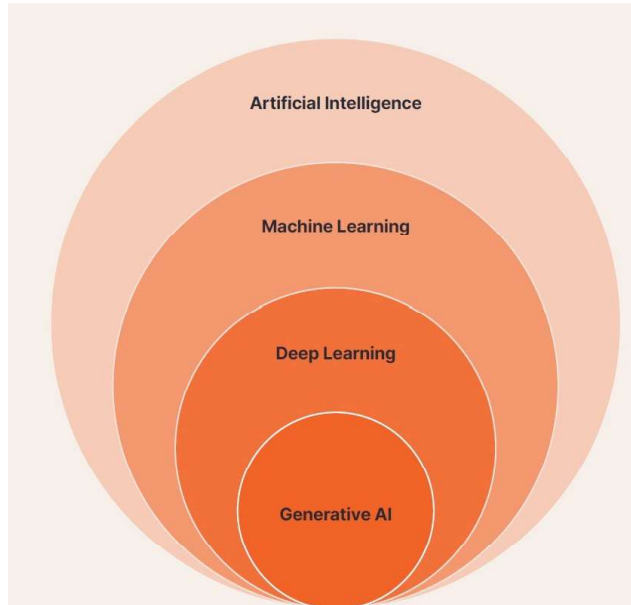 Artificial Intelligence
Machine Learning
Deep Learning
Generative AI